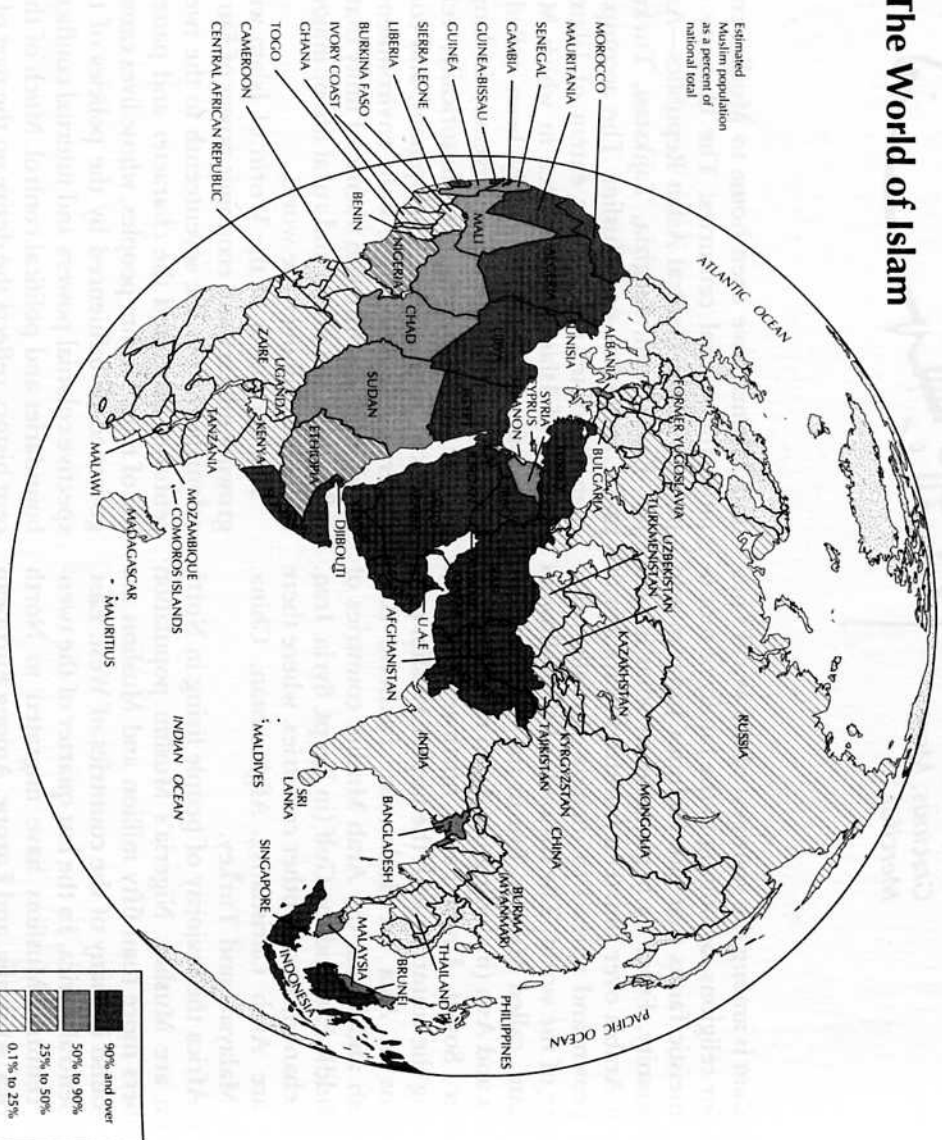 The World of Islam
Estimated
Muslim population
as a percent of
national total
MOROCCO
MAURITANIA
SENEGAL
GAMBIA
GUINEA-BISSAU
GUINEA
SIERRA LEONE
LIBERIA
BURKINA FASO
IVORY COAST
GHANA
TOGO
CAMEROON
CENTRAL AFRICAN REPUBLIC
BENIN
NIGERIA
MALI
ALGERIA
CHAD
SUDAN
ZAIRE
UGANDA
KENYA
TANZANIA
ETHIOPIA
DJIBOUTI
MALAWI
MOZAMBIQUE
COMOROS ISLANDS
MADAGASCAR
MAURITIUS
ATLANTIC OCEAN
ALBANIA
FORMER YUGOSLAVIA
BULGARIA
SYRIA
CYPRUS
TURKMENISTAN
UZBEKISTAN
KAZAKHSTAN
RUSSIA
U.A.E
AFGHANISTAN
TAJIKISTAN
KYRGYZSTAN
MONGOLIA
CHINA
INDIA
SRI
LANKA
MALDIVES
INDIAN OCEAN
BANGLADESH
BURMA
(MYANMAR)
THAILAND
MALAYSIA
BRUNEI
SINGAPORE
INDONESIA
PHILIPPINES
PACIFIC OCEAN
90% and over
50% to 90%
25% to 50%
0.1% to 25%